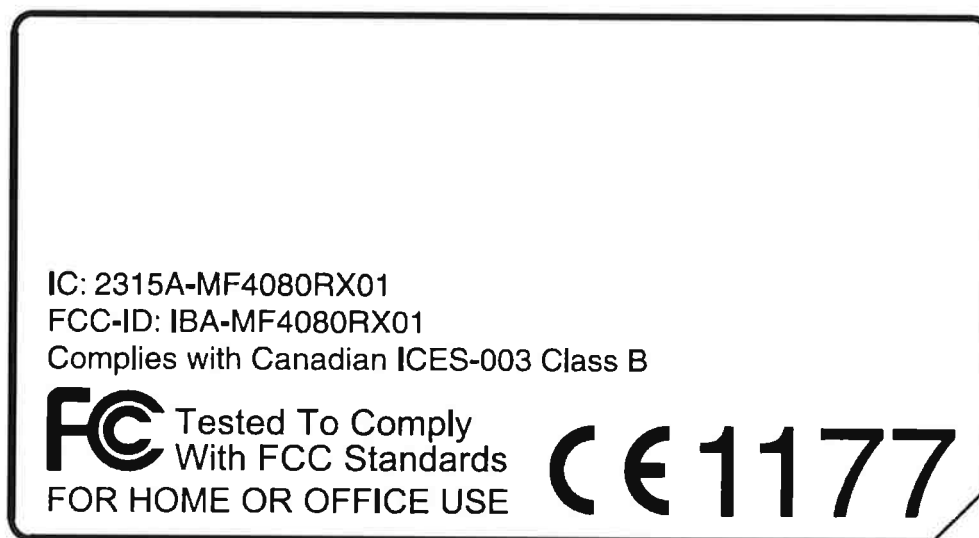 IC: 2315A-MF4080RX01
FCC-ID: IBA-MF4080RX01
Complies with Canadian ICES-003 Class B
FC Tested To Comply
With FCC Standards
FOR HOME OR OFFICE USE
CE 1177